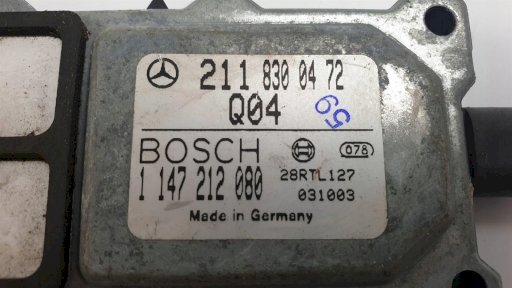 211 830 04 72
Q04
59
BOSCH
078
1 147 212 080
28RTL127
031003
Made in Germany